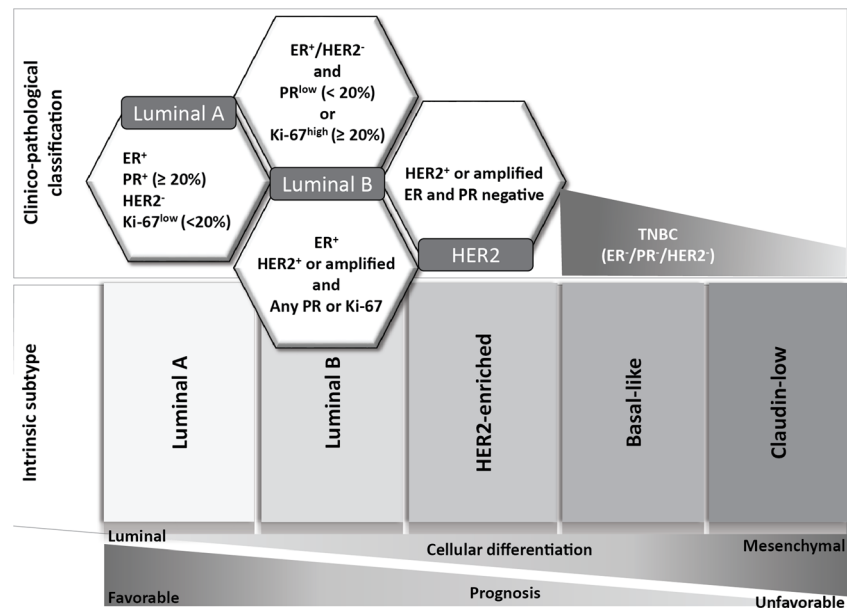 Clinico-pathological
classification
Luminal A
ER⁺
PR⁺ (≥ 20%)
HER2⁻
Ki-67ˡᵒʷ (<20%)
ER⁺/HER2⁻
and
PRˡᵒʷ (< 20%)
or
Ki-67ʰⁱᵍʰ (≥ 20%)
Luminal B
ER⁺
HER2⁺ or amplified
and
Any PR or Ki-67
HER2⁺ or amplified
ER and PR negative
HER2
TNBC
(ER⁻/PR⁻/HER2⁻)
Intrinsic subtype
Luminal A
Luminal B
HER2-enriched
Basal-like
Claudin-low
Luminal
Cellular differentiation
Mesenchymal
Favorable
Prognosis
Unfavorable